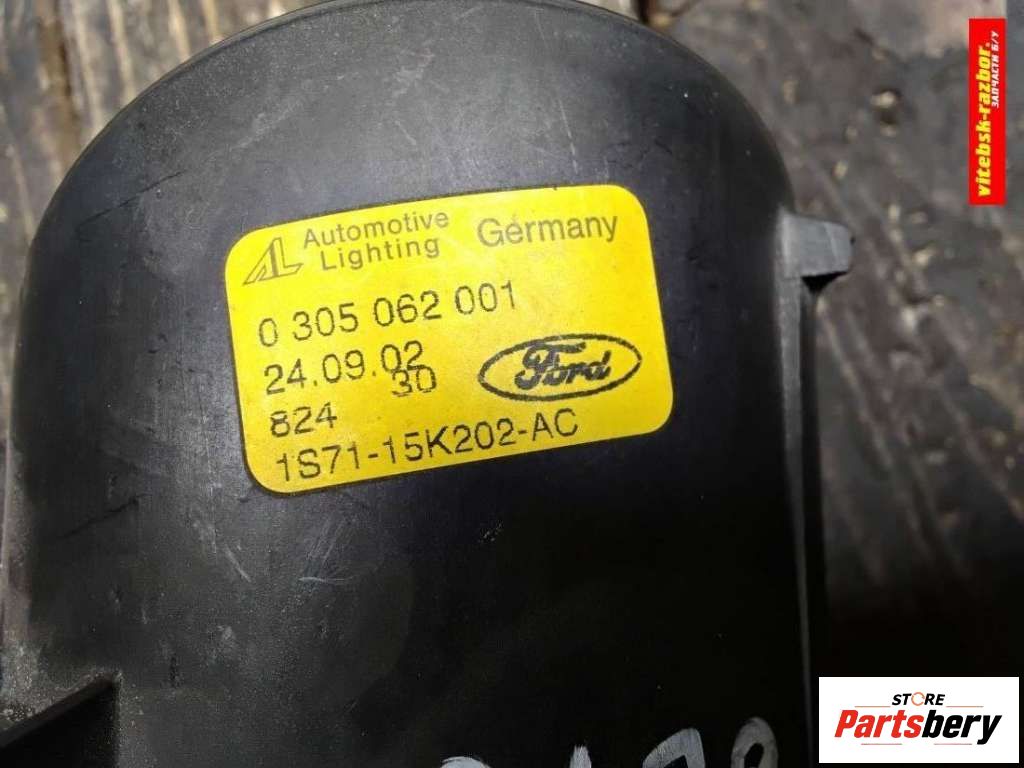 AL Automotive Lighting Germany
0 305 062 001
24.09.02
30
824
Ford
1S71-15K202-AC
vitebsk-razbor.
ЗАПЧАСТИ Б/У
STORE
Partsbery